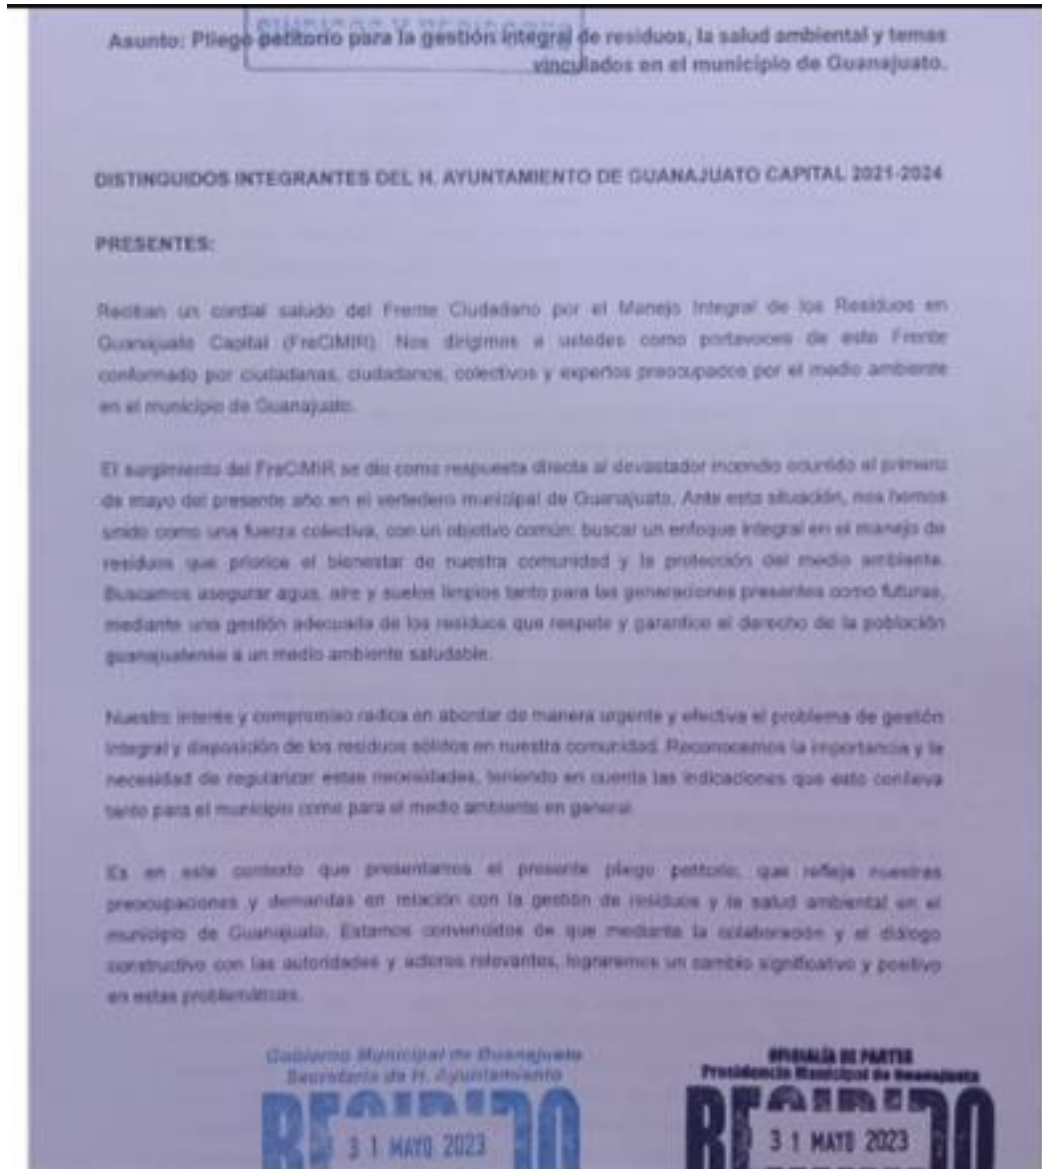 SÍNDICOS Y REGIDORES
Asunto: Pliego petitorio para la gestión integral de residuos, la salud ambiental y temas
vinculados en el municipio de Guanajuato.
DISTINGUIDOS INTEGRANTES DEL H. AYUNTAMIENTO DE GUANAJUATO CAPITAL 2021-2024
PRESENTES:
Reciban un cordial saludo del Frente Ciudadano por el Manejo Integral de los Residuos en
Guanajuato Capital (FreCIMIR). Nos dirigimos a ustedes como portavoces de este Frente
conformado por ciudadanas, ciudadanos, colectivos y expertos preocupados por el medio ambiente
en el municipio de Guanajuato.
El surgimiento del FreCIMIR se dio como respuesta directa al devastador incendio ocurrido el primero
de mayo del presente año en el vertedero municipal de Guanajuato. Ante esta situación, nos hemos
unido como una fuerza colectiva, con un objetivo común: buscar un enfoque integral en el manejo de
residuos que priorice el bienestar de nuestra comunidad y la protección del medio ambiente.
Buscamos asegurar agua, aire y suelos limpios tanto para las generaciones presentes como futuras,
mediante una gestión adecuada de los residuos que respete y garantice el derecho de la población
guanajuatense a un medio ambiente saludable.
Nuestro interés y compromiso radica en abordar de manera urgente y efectiva el problema de gestión
integral y disposición de los residuos sólidos en nuestra comunidad. Reconocemos la importancia y la
necesidad de regularizar estas necesidades, teniendo en cuenta las indicaciones que esto conlleva
tanto para el municipio como para el medio ambiente en general.
Es en este contexto que presentamos el presente pliego petitorio, que refleja nuestras
preocupaciones y demandas en relación con la gestión de residuos y la salud ambiental en el
municipio de Guanajuato. Estamos convencidos de que mediante la colaboración y el diálogo
constructivo con las autoridades y actores relevantes, lograremos un cambio significativo y positivo
en estas problemáticas.
Gobierno Municipal de Guanajuato
Secretaría de H. Ayuntamiento
RECIBIDO
31 MAYO 2023
OFICIALÍA DE PARTES
Presidencia Municipal de Guanajuato
RECIBIDO
31 MAYO 2023